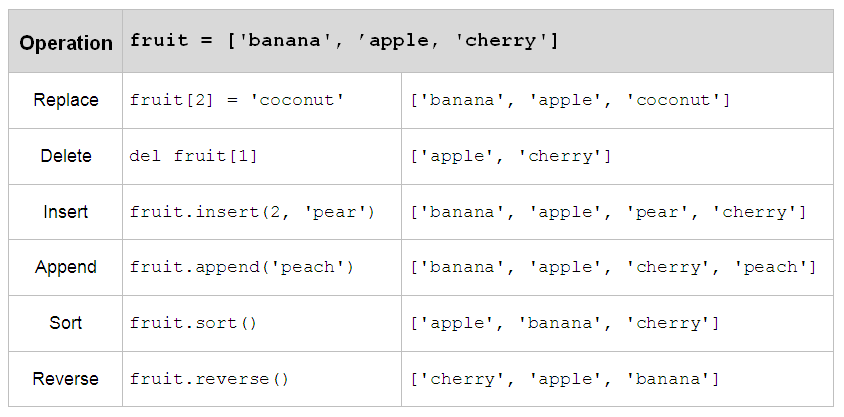 Operation fruit = ['banana', ’apple, 'cherry']
Replace fruit[2] = 'coconut' ['banana', 'apple', 'coconut']
Delete del fruit[1] ['apple', 'cherry']
Insert fruit.insert(2, 'pear') ['banana', 'apple', 'pear', 'cherry']
Append fruit.append('peach') ['banana', 'apple', 'cherry', 'peach']
Sort fruit.sort() ['apple', 'banana', 'cherry']
Reverse fruit.reverse() ['cherry', 'apple', 'banana']